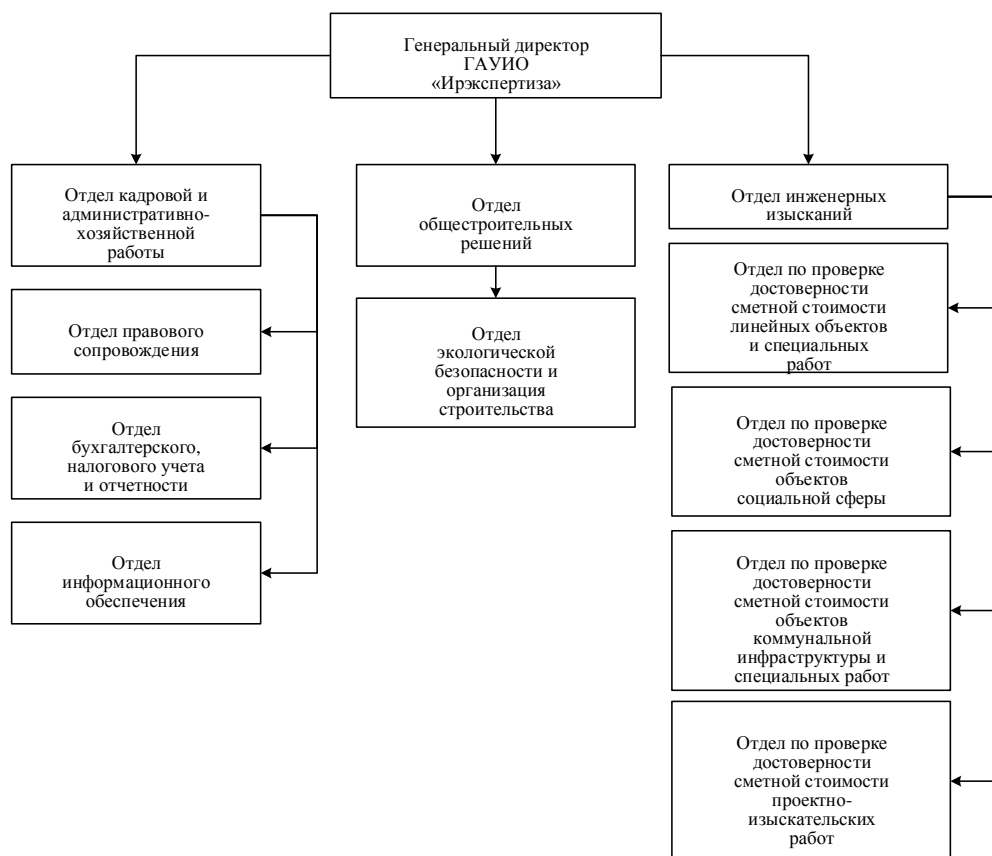 Генеральный директор
ГАУИО
«Ирэкспертиза»
Отдел кадровой и
административно-
хозяйственной
работы
Отдел правового
сопровождения
Отдел
бухгалтерского,
налогового учета
и отчетности
Отдел
информационного
обеспечения
Отдел
общестроительных
решений
Отдел
экологической
безопасности и
организация
строительства
Отдел инженерных
изысканий
Отдел по проверке
достоверности
сметной стоимости
линейных объектов
и специальных
работ
Отдел по проверке
достоверности
сметной стоимости
объектов
социальной сферы
Отдел по проверке
достоверности
сметной стоимости
объектов
коммунальной
инфраструктуры и
специальных работ
Отдел по проверке
достоверности
сметной стоимости
проектно-
изыскательских
работ